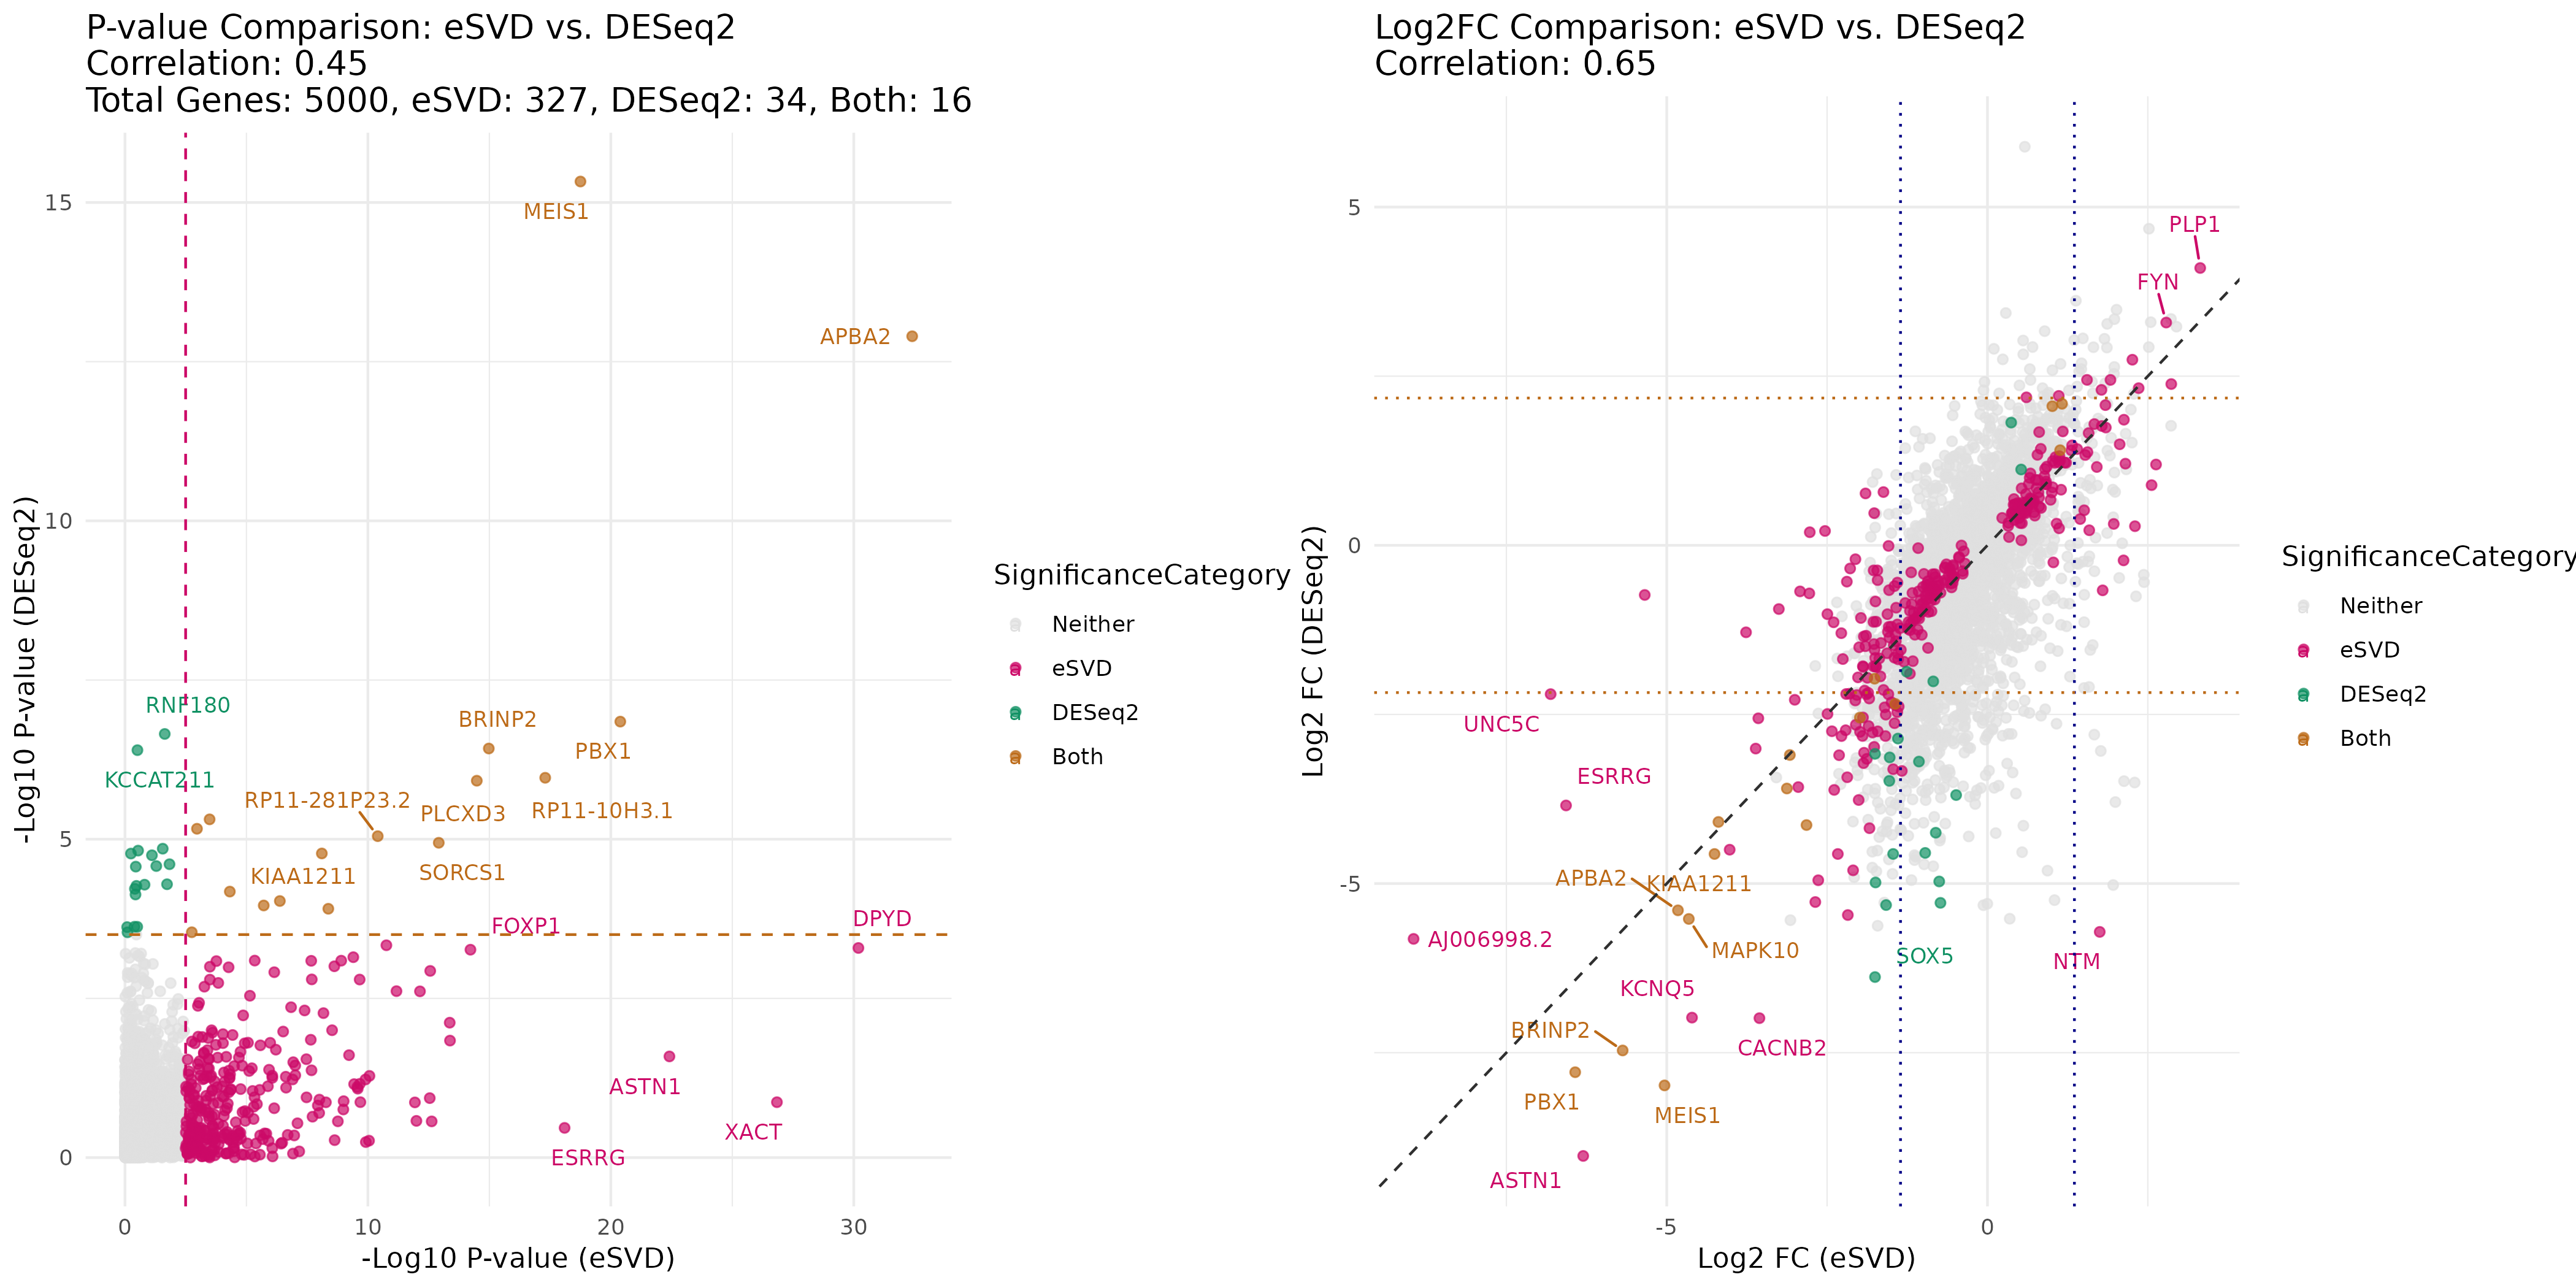 P-value Comparison: eSVD vs. DESeq2
Correlation: 0.45
Total Genes: 5000, eSVD: 327, DESeq2: 34, Both: 16
-Log10 P-value (DESeq2)
15
10
5
0
MEIS1
APBA2
RNF180
KCCAT211
BRINP2
PBX1
RP11-281P23.2
PLCXD3
RP11-10H3.1
KIAA1211
SORCS1
FOXP1
DPYD
ASTN1
XACT
ESRRG
0
10
20
30
-Log10 P-value (eSVD)
SignificanceCategory
Neither
eSVD
DESeq2
Both
Log2FC Comparison: eSVD vs. DESeq2
Correlation: 0.65
Log2 FC (DESeq2)
5
0
-5
PLP1
FYN
UNC5C
ESRRG
APBA2
KIAA1211
AJ006998.2
MAPK10
SOX5
NTM
KCNQ5
BRINP2
CACNB2
PBX1
MEIS1
ASTN1
-5
0
Log2 FC (eSVD)
SignificanceCategory
Neither
eSVD
DESeq2
Both